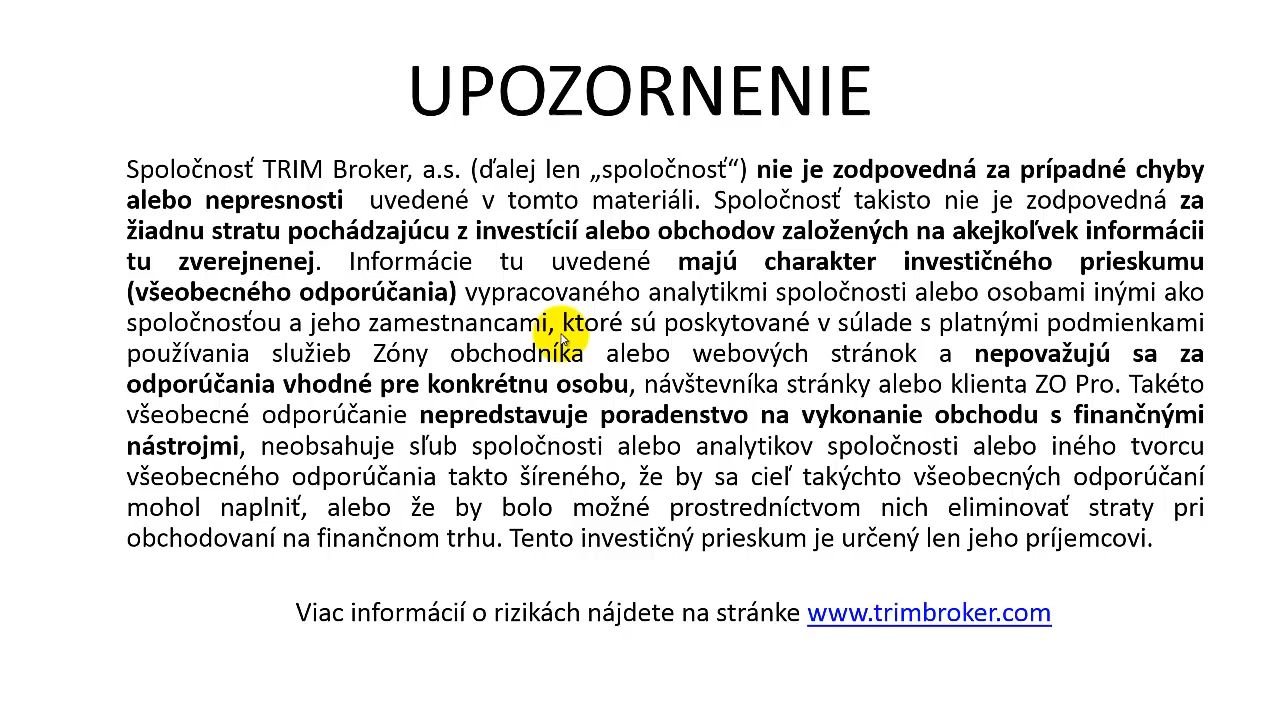 UPOZORNENIE
Spoločnosť TRIM Broker, a.s. (ďalej len „spoločnosť“) nie je zodpovedná za prípadné chyby
alebo nepresnosti uvedené v tomto materiáli. Spoločnosť takisto nie je zodpovedná za
žiadnu stratu pochádzajúcu z investícií alebo obchodov založených na akejkoľvek informácii
tu zverejnenej. Informácie tu uvedené majú charakter investičného prieskumu
(všeobecného odporúčania) vypracovaného analytikmi spoločnosti alebo osobami inými ako
spoločnosťou a jeho zamestnancami, ktoré sú poskytované v súlade s platnými podmienkami
používania služieb Zóny obchodníka alebo webových stránok a nepovažujú sa za
odporúčania vhodné pre konkrétnu osobu, návštevníka stránky alebo klienta ZO Pro. Takéto
všeobecné odporúčanie nepredstavuje poradenstvo na vykonanie obchodu s finančnými
nástrojmi, neobsahuje sľub spoločnosti alebo analytikov spoločnosti alebo iného tvorcu
všeobecného odporúčania takto šíreného, že by sa cieľ takýchto všeobecných odporúčaní
mohol naplniť, alebo že by bolo možné prostredníctvom nich eliminovať straty pri
obchodovaní na finančnom trhu. Tento investičný prieskum je určený len jeho príjemcovi.
Viac informácií o rizikách nájdete na stránke www.trimbroker.com